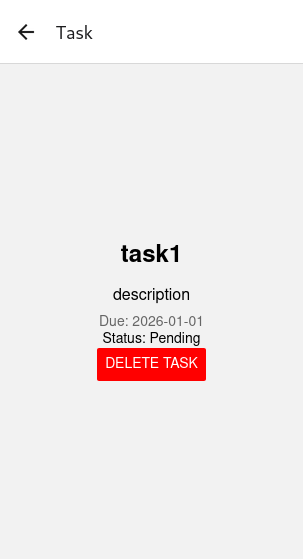 Task
task1
description
Due: 2026-01-01
Status: Pending
DELETE TASK